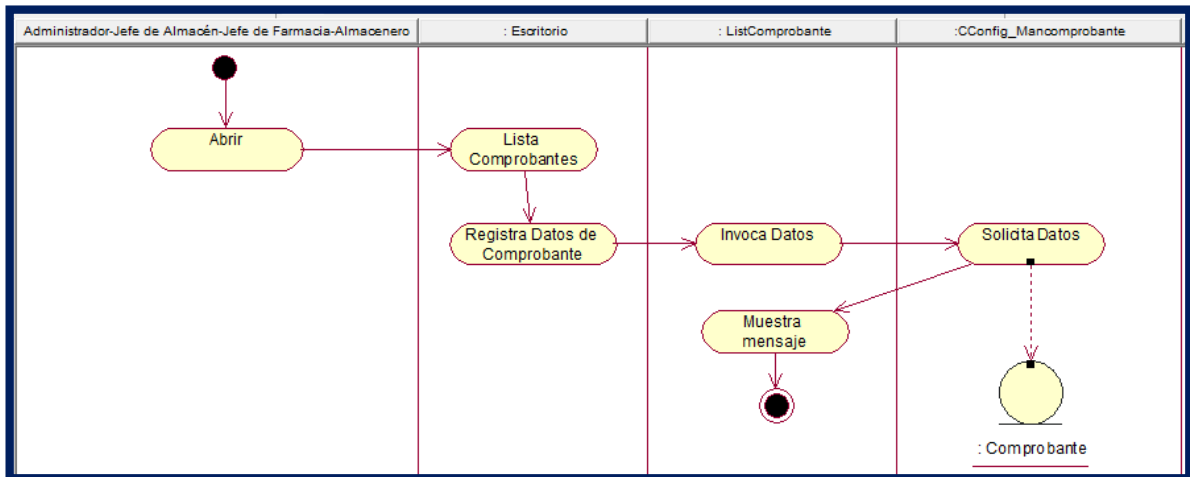 Administrador-Jefe de Almacén-Jefe de Farmacia-Almacenero
: Escritorio
: ListComprobante
:CConfig_Mancomprobante
Abrir
Lista
Comprobantes
Registra Datos de
Comprobante
Invoca Datos
Solicita Datos
Muestra
mensaje
: Comprobante